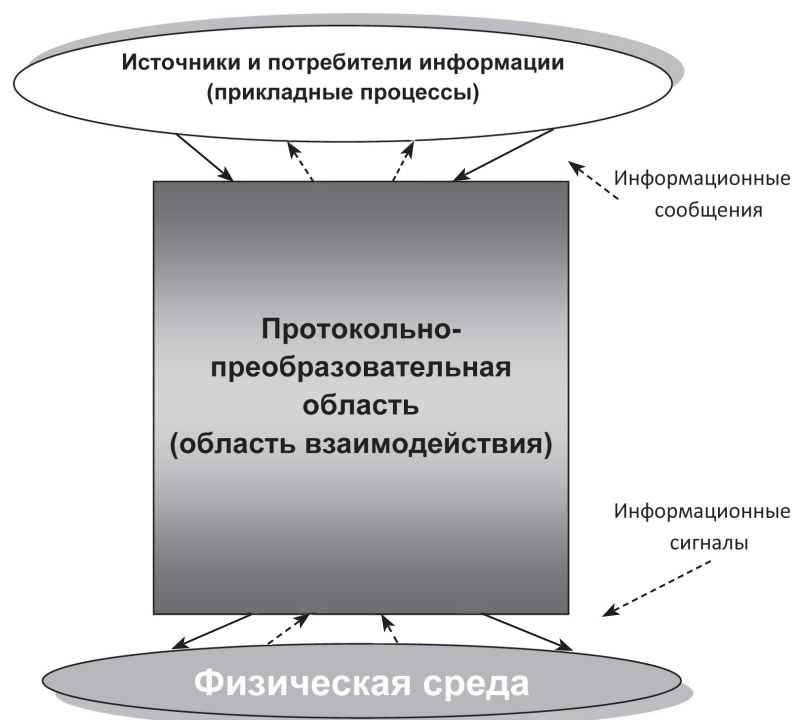 Источники и потребители информации
(прикладные процессы)
Информационные
сообщения
Протокольно-
преобразовательная
область
(область взаимодействия)
Информационные
сигналы
Физическая среда